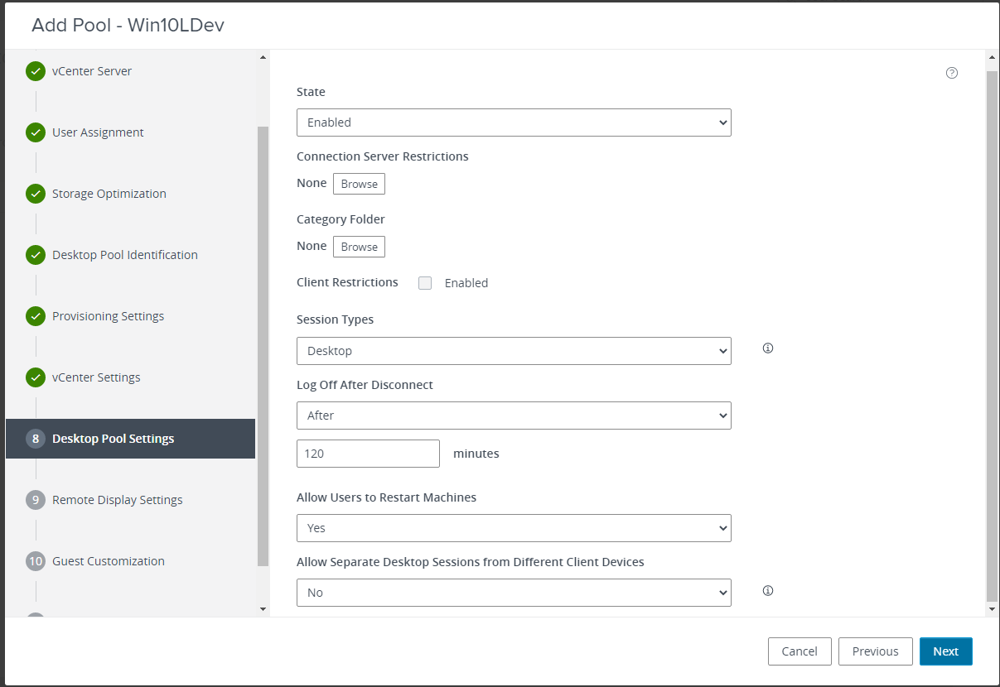 Add Pool - Win10LDev
vCenter Server
User Assignment
Storage Optimization
Desktop Pool Identification
Provisioning Settings
vCenter Settings
8 Desktop Pool Settings
9 Remote Display Settings
10 Guest Customization
?
State
Enabled
Connection Server Restrictions
None Browse
Category Folder
None Browse
Client Restrictions Enabled
Session Types
Desktop
Log Off After Disconnect
After
120 minutes
Allow Users to Restart Machines
Yes
Allow Separate Desktop Sessions from Different Client Devices
No
Cancel Previous Next